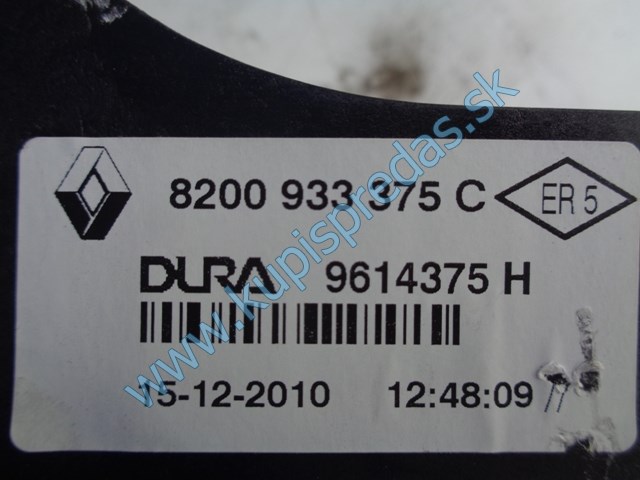 8200 933 375 C ER 5
DURA 9614375 H
15-12-2010 12:48:09
www.kupispredas.sk